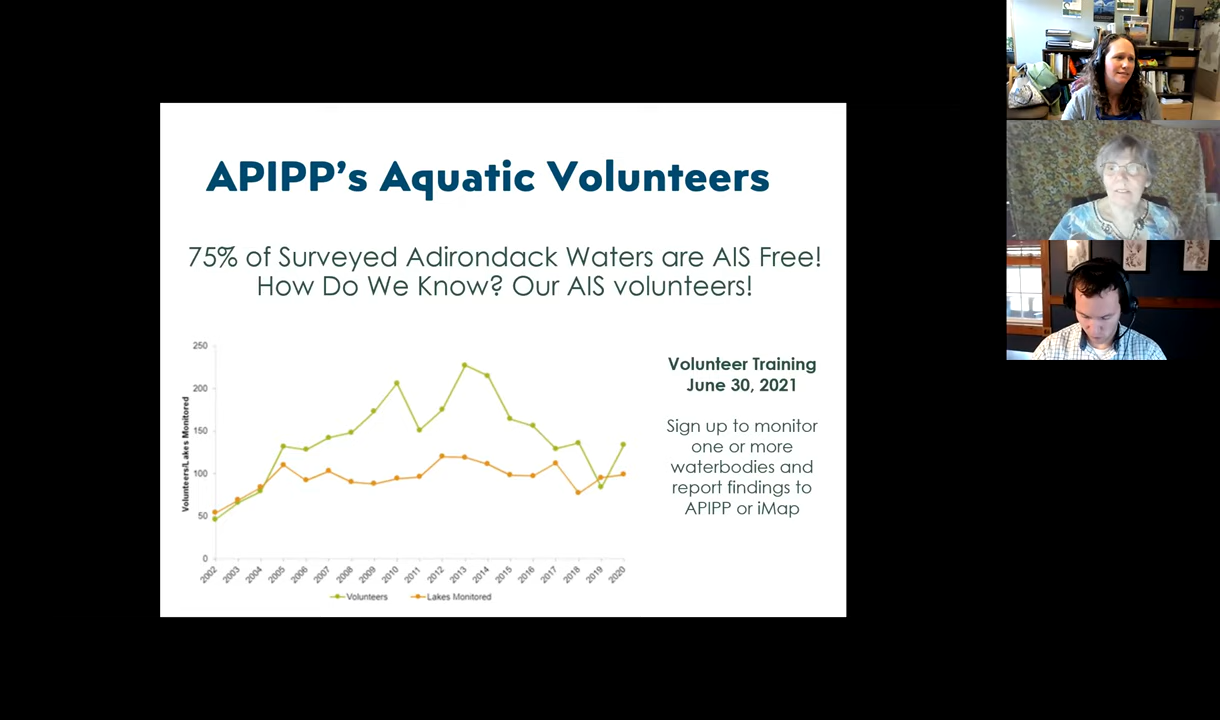 APIPP’s Aquatic Volunteers
75% of Surveyed Adirondack Waters are AIS Free!
How Do We Know? Our AIS volunteers!
Volunteers/Lakes Monitored
250
200
150
100
50
0
2002
2003
2004
2005
2006
2007
2008
2009
2010
2011
2012
2013
2014
2015
2016
2017
2018
2019
2020
Volunteers
Lakes Monitored
Volunteer Training
June 30, 2021
Sign up to monitor
one or more
waterbodies and
report findings to
APIPP or iMap